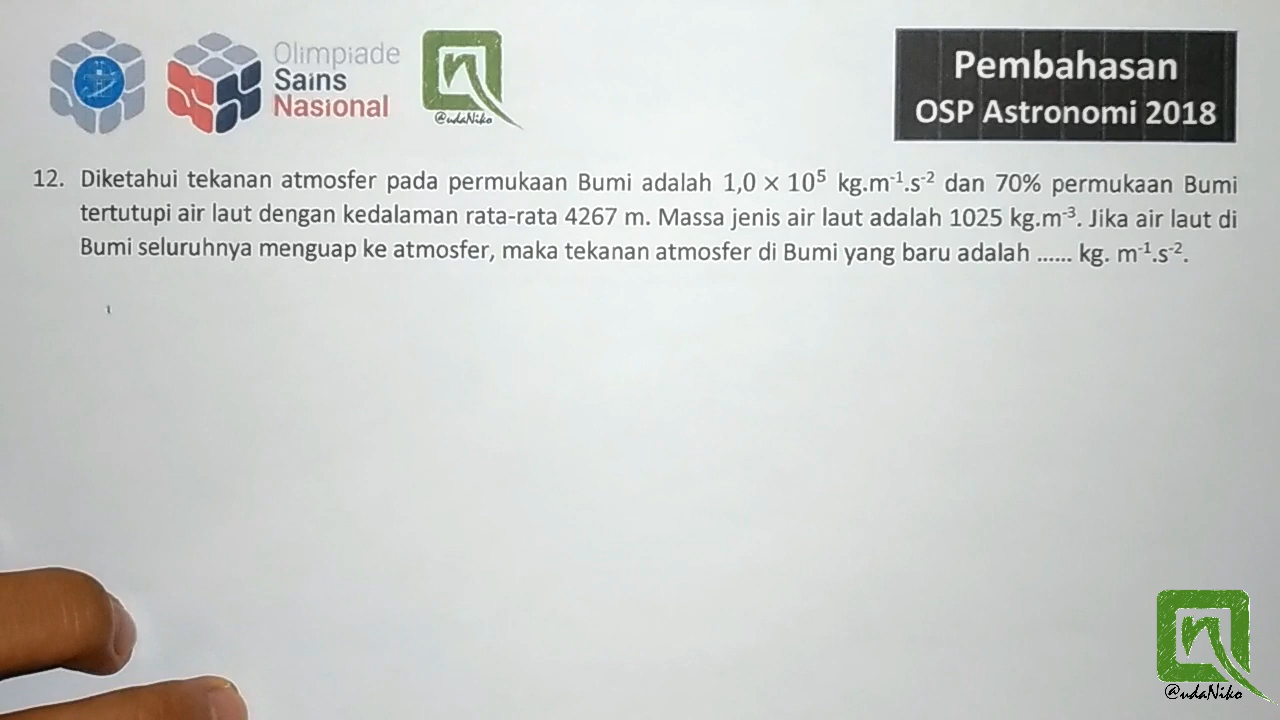 Olimpiade
Sains
Nasional
@udaNiko
Pembahasan
OSP Astronomi 2018
12. Diketahui tekanan atmosfer pada permukaan Bumi adalah 1,0 × 10⁵ kg.m⁻¹.s⁻² dan 70% permukaan Bumi
tertutupi air laut dengan kedalaman rata-rata 4267 m. Massa jenis air laut adalah 1025 kg.m⁻³. Jika air laut di
Bumi seluruhnya menguap ke atmosfer, maka tekanan atmosfer di Bumi yang baru adalah ...... kg. m⁻¹.s⁻².
@udaNiko